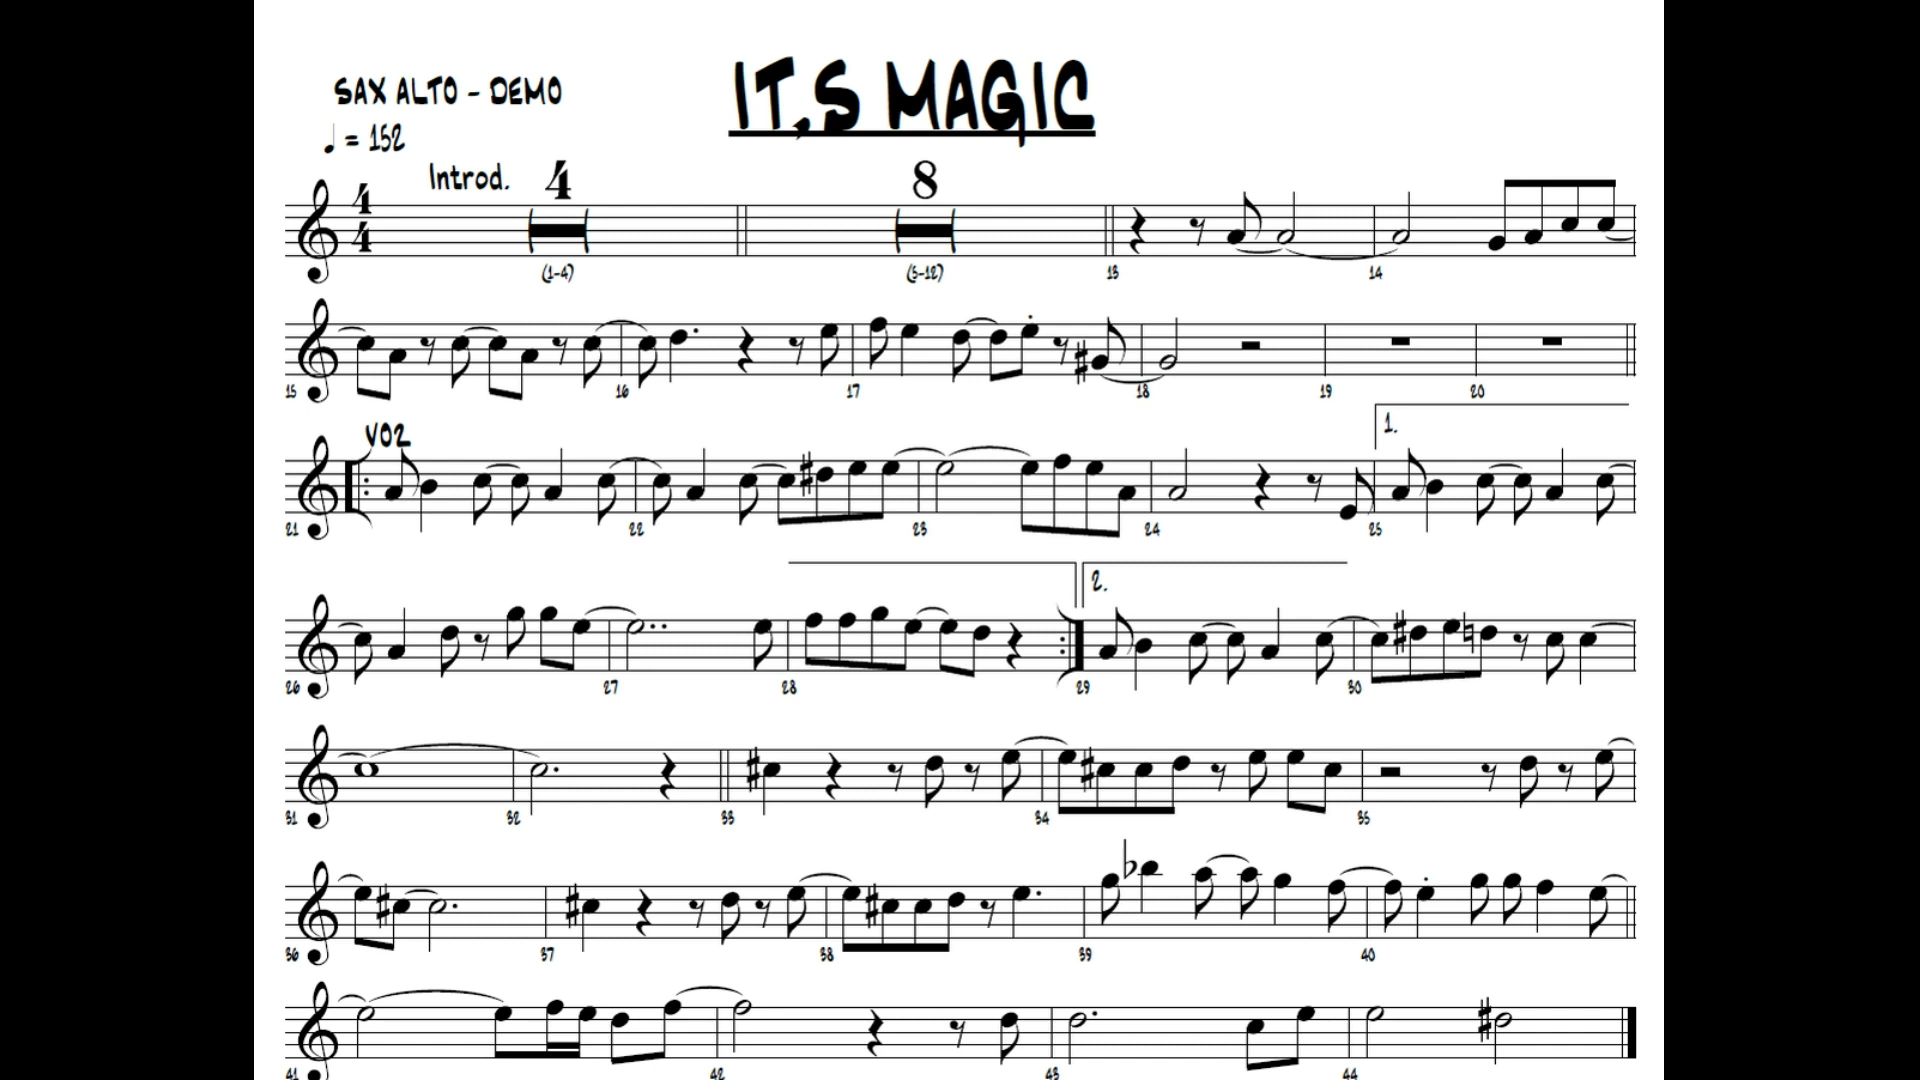 IT,S MAGIC
SAX ALTO - DEMO
♩ = 152
Introd. 4 8
4
4
(1-4) (5-12) 13 14
15 16 17 18 19 20
1.
VOZ
21 22 23 24 25
2.
26 27 28 29 30
31 32 33 34 35
36 37 38 39 40
41 42 43 44